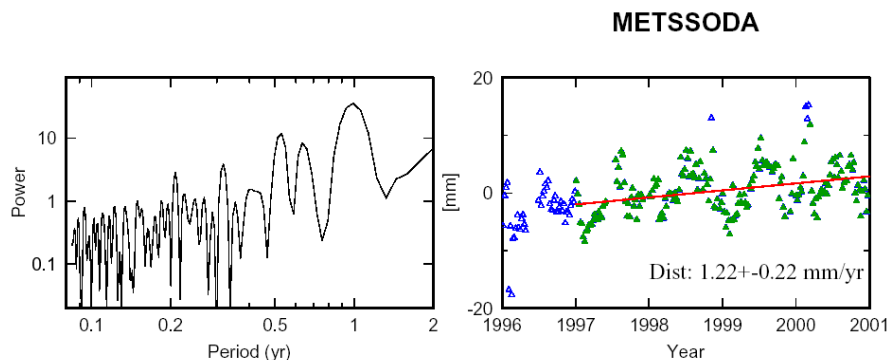 METSSODA
20
10
1
0.1
Power
0.1
0.2
0.5
1
2
Period (yr)
[mm]
0
-20
Dist: 1.22+-0.22 mm/yr
1996
1997
1998
1999
2000
2001
Year